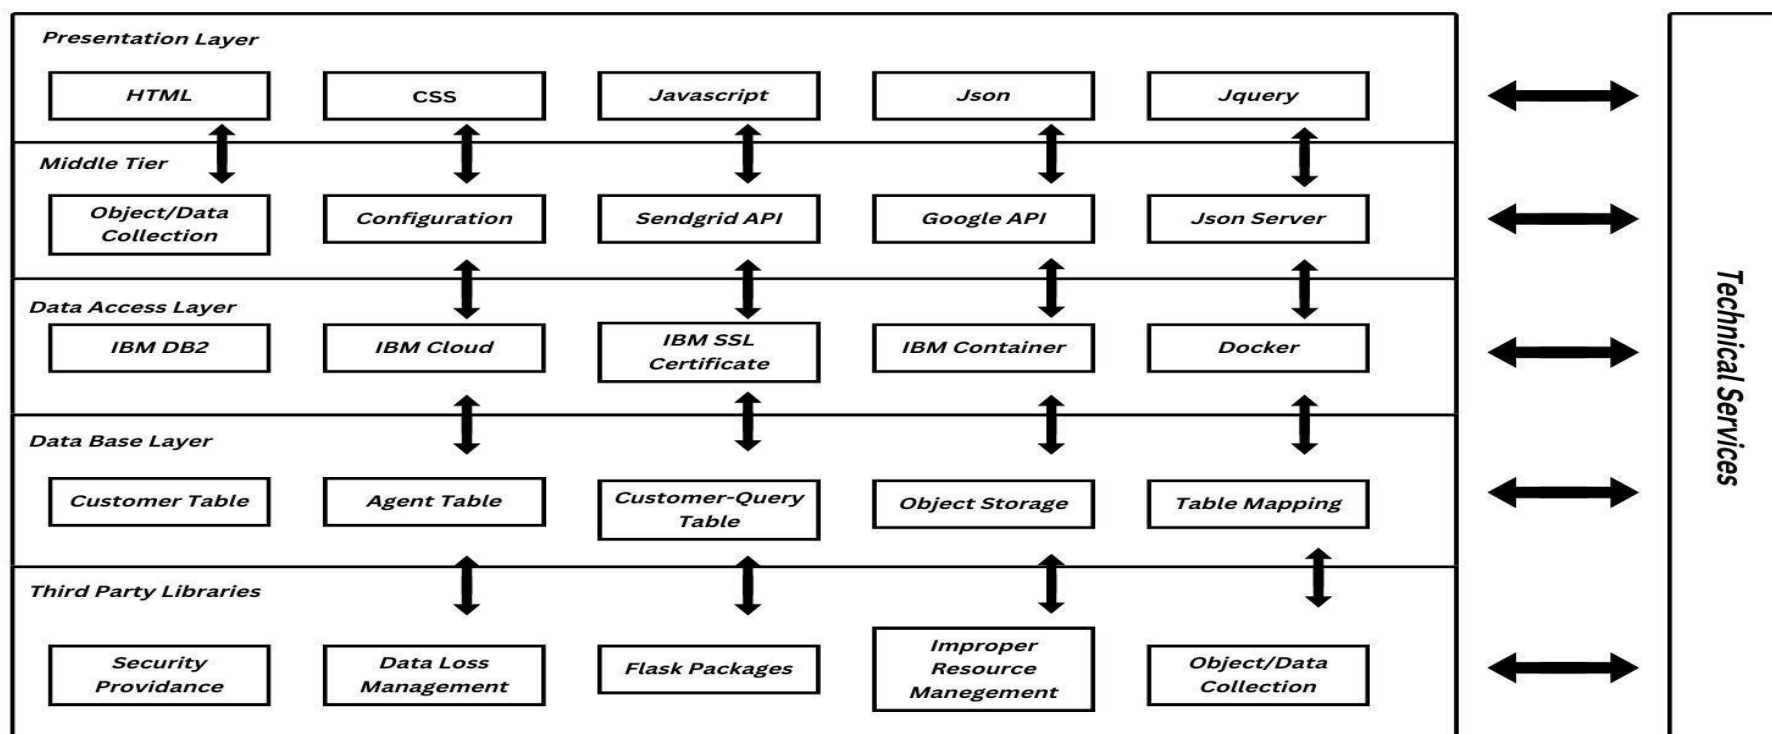 Presentation Layer
HTML
CSS
Javascript
Json
Jquery
Middle Tier
Object/Data
Collection
Configuration
Sendgrid API
Google API
Json Server
Data Access Layer
IBM DB2
IBM Cloud
IBM SSL
Certificate
IBM Container
Docker
Data Base Layer
Customer Table
Agent Table
Customer-Query
Table
Object Storage
Table Mapping
Third Party Libraries
Security
Providance
Data Loss
Management
Flask Packages
Improper
Resource
Manegement
Object/Data
Collection
Technical Services